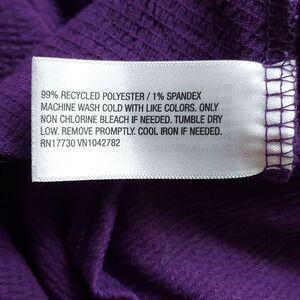 99% RECYCLED POLYESTER / 1% SPANDEX
MACHINE WASH COLD WITH LIKE COLORS. ONLY
NON CHLORINE BLEACH IF NEEDED. TUMBLE DRY
LOW. REMOVE PROMPTLY. COOL IRON IF NEEDED.
RN17730 VN1042782